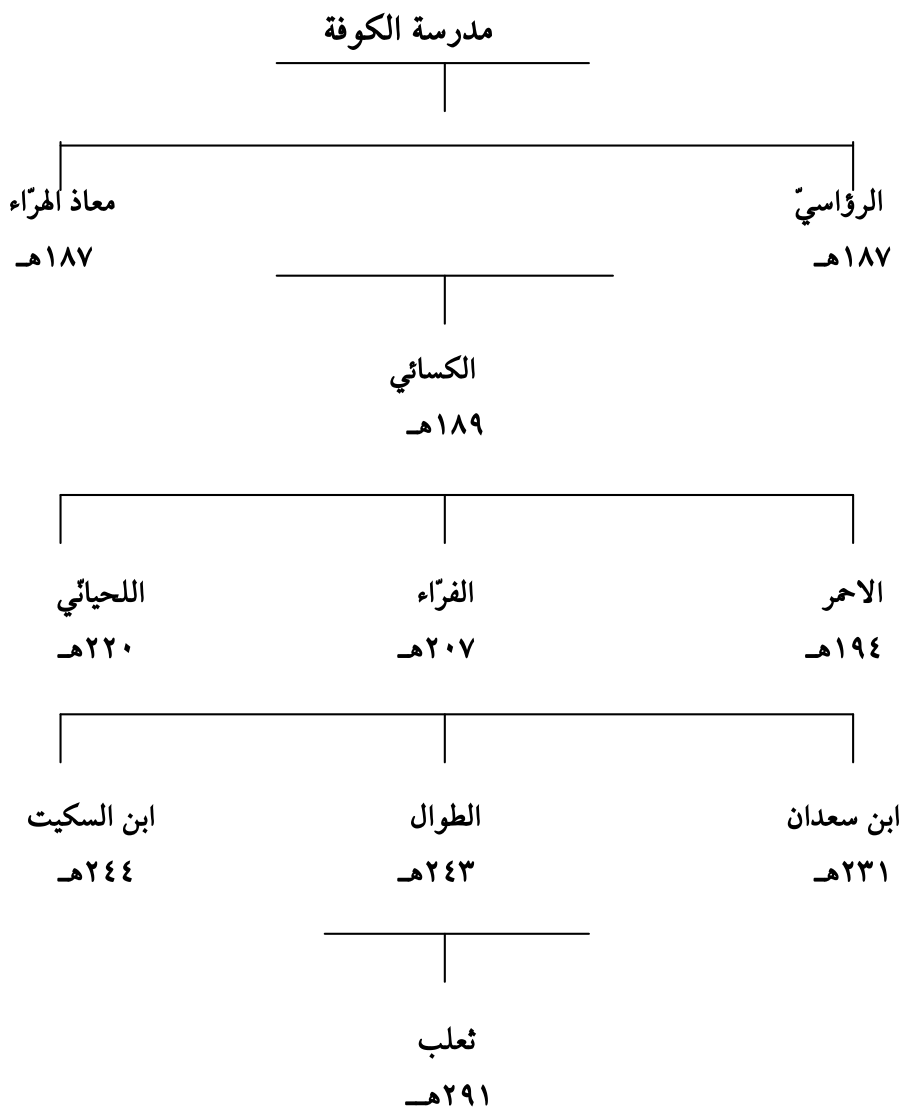 مدرسة الكوفة
الرؤاسيّ معاذ الهرّاء
١٨٧هـ ١٨٧هـ
الكسائي
١٨٩هـ
الاحمر الفرّاء اللحيانّي
١٩٤هـ ٢٠٧هـ ٢٢٠هـ
ابن سعدان الطوال ابن السكيت
٢٣١هـ ٢٤٣هـ ٢٤٤هـ
ثعلب
٢٩١هـ